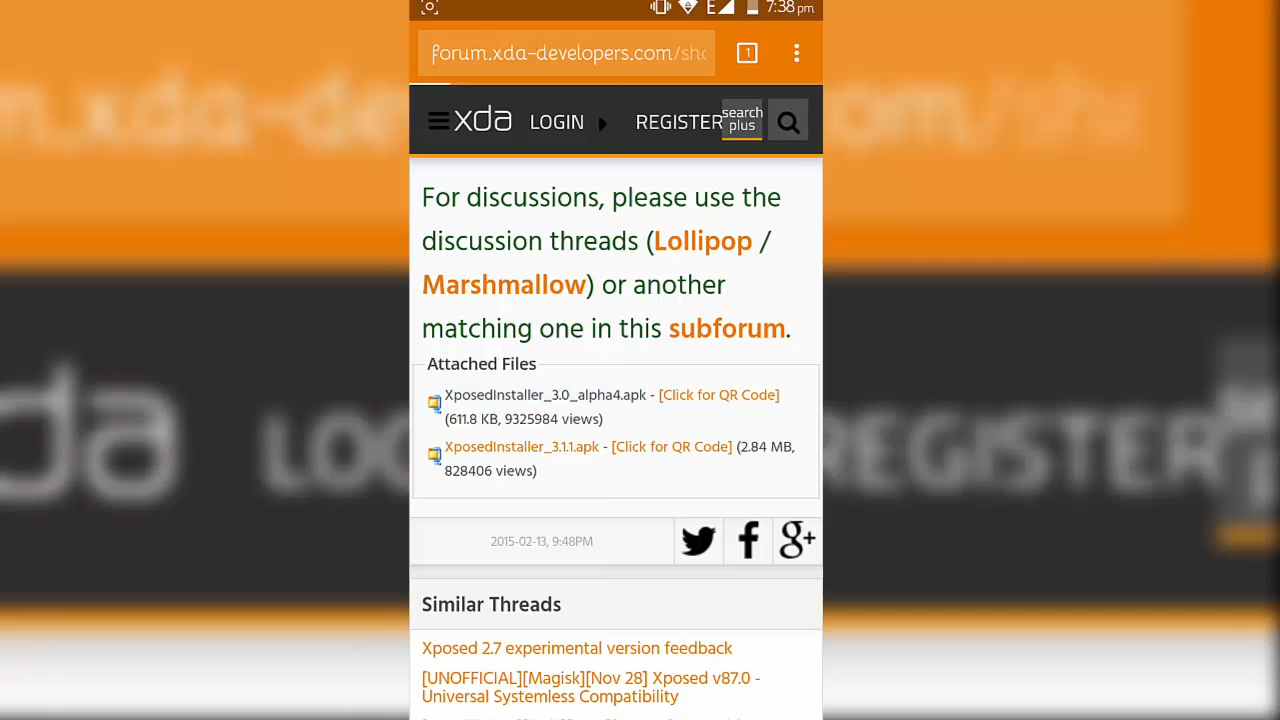 E 7:38 pm
forum.xda-developers.com/sho
1
xda LOGIN REGISTER search plus
For discussions, please use the
discussion threads (Lollipop /
Marshmallow) or another
matching one in this subforum.
Attached Files
XposedInstaller_3.0_alpha4.apk - [Click for QR Code]
(611.8 KB, 9325984 views)
XposedInstaller_3.1.1.apk - [Click for QR Code] (2.84 MB,
828406 views)
2015-02-13, 9:48PM
g+
Similar Threads
Xposed 2.7 experimental version feedback
[UNOFFICIAL][Magisk][Nov 28] Xposed v87.0 -
Universal Systemless Compatibility